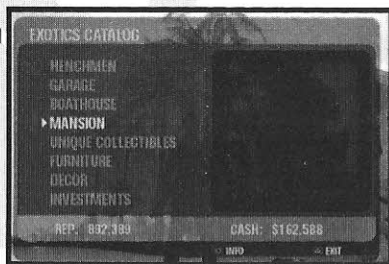 EXOTICS CATALOG
HENCHMEN
GARAGE
BOATHOUSE
MANSION
UNIQUE COLLECTIBLES
FURNITURE
DECOR
INVESTMENTS
REP: 892,389 CASH: $162,588
INFO EXIT